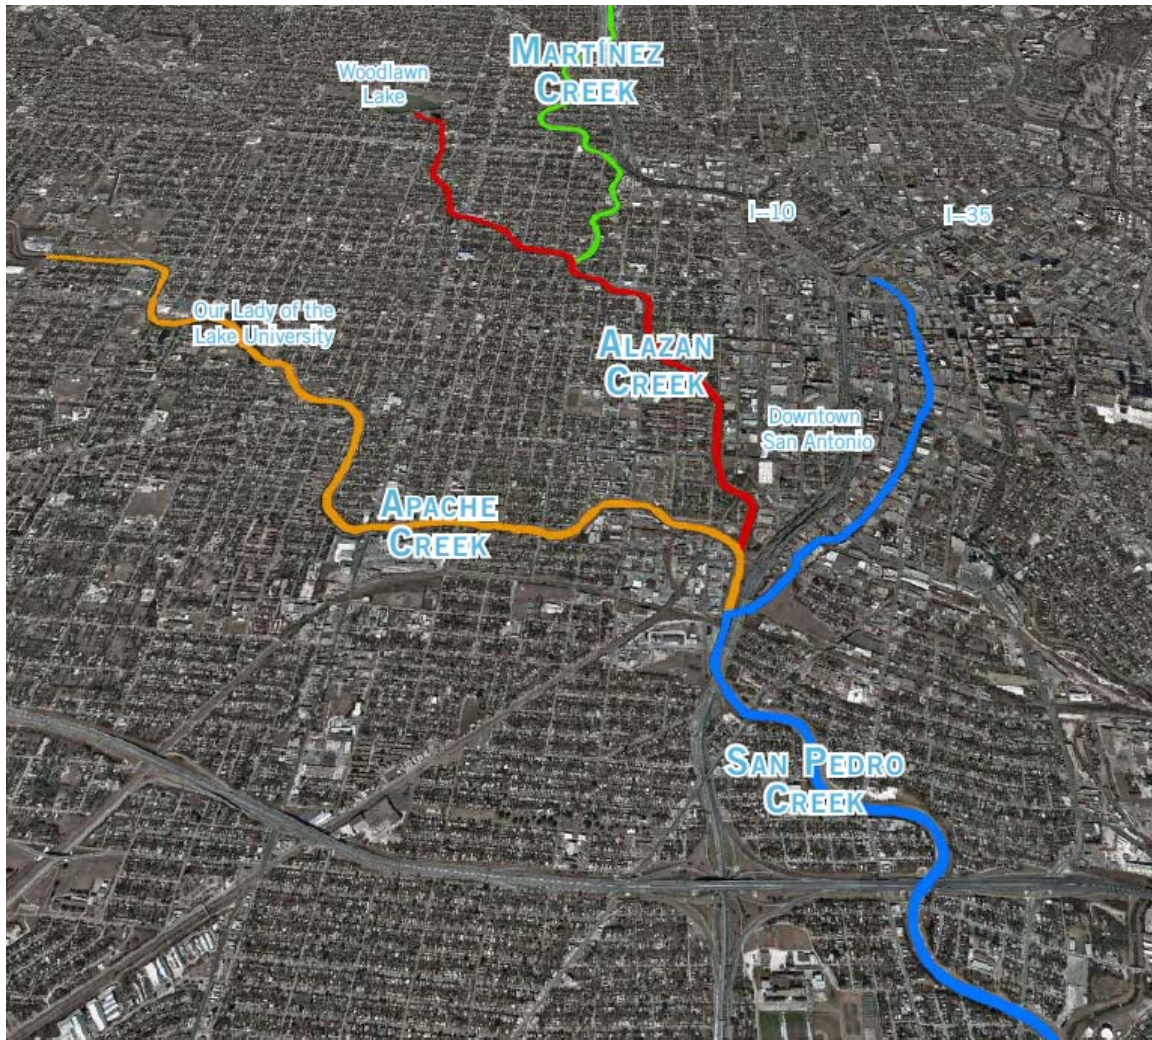 MARTÍNEZ
CREEK
Woodlawn
Lake
I-10
I-35
Our Lady of the
Lake University
ALAZAN
CREEK
Downtown
San Antonio
APACHE
CREEK
SAN PEDRO
CREEK